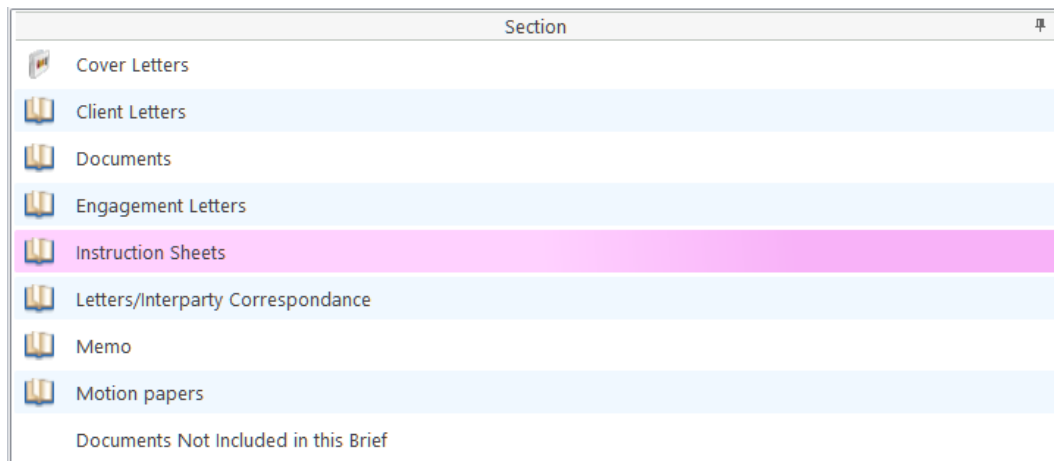 Section
Cover Letters
Client Letters
Documents
Engagement Letters
Instruction Sheets
Letters/Interparty Correspondance
Memo
Motion papers
Documents Not Included in this Brief